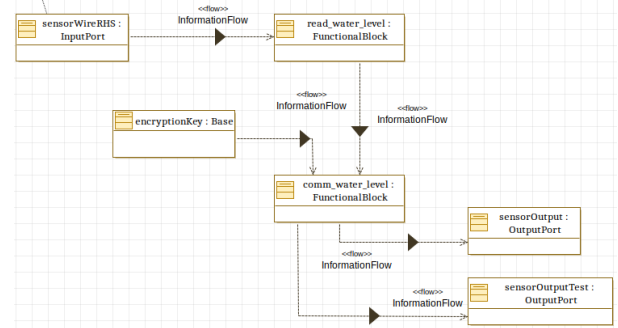 <<flow>>
InformationFlow
sensorWireRHS :
InputPort
read_water_level :
FunctionalBlock
<<flow>>
InformationFlow
<<flow>>
InformationFlow
encryptionKey : Base
comm_water_level :
FunctionalBlock
sensorOutput :
OutputPort
<<flow>>
InformationFlow
sensorOutputTest :
OutputPort
<<flow>>
InformationFlow